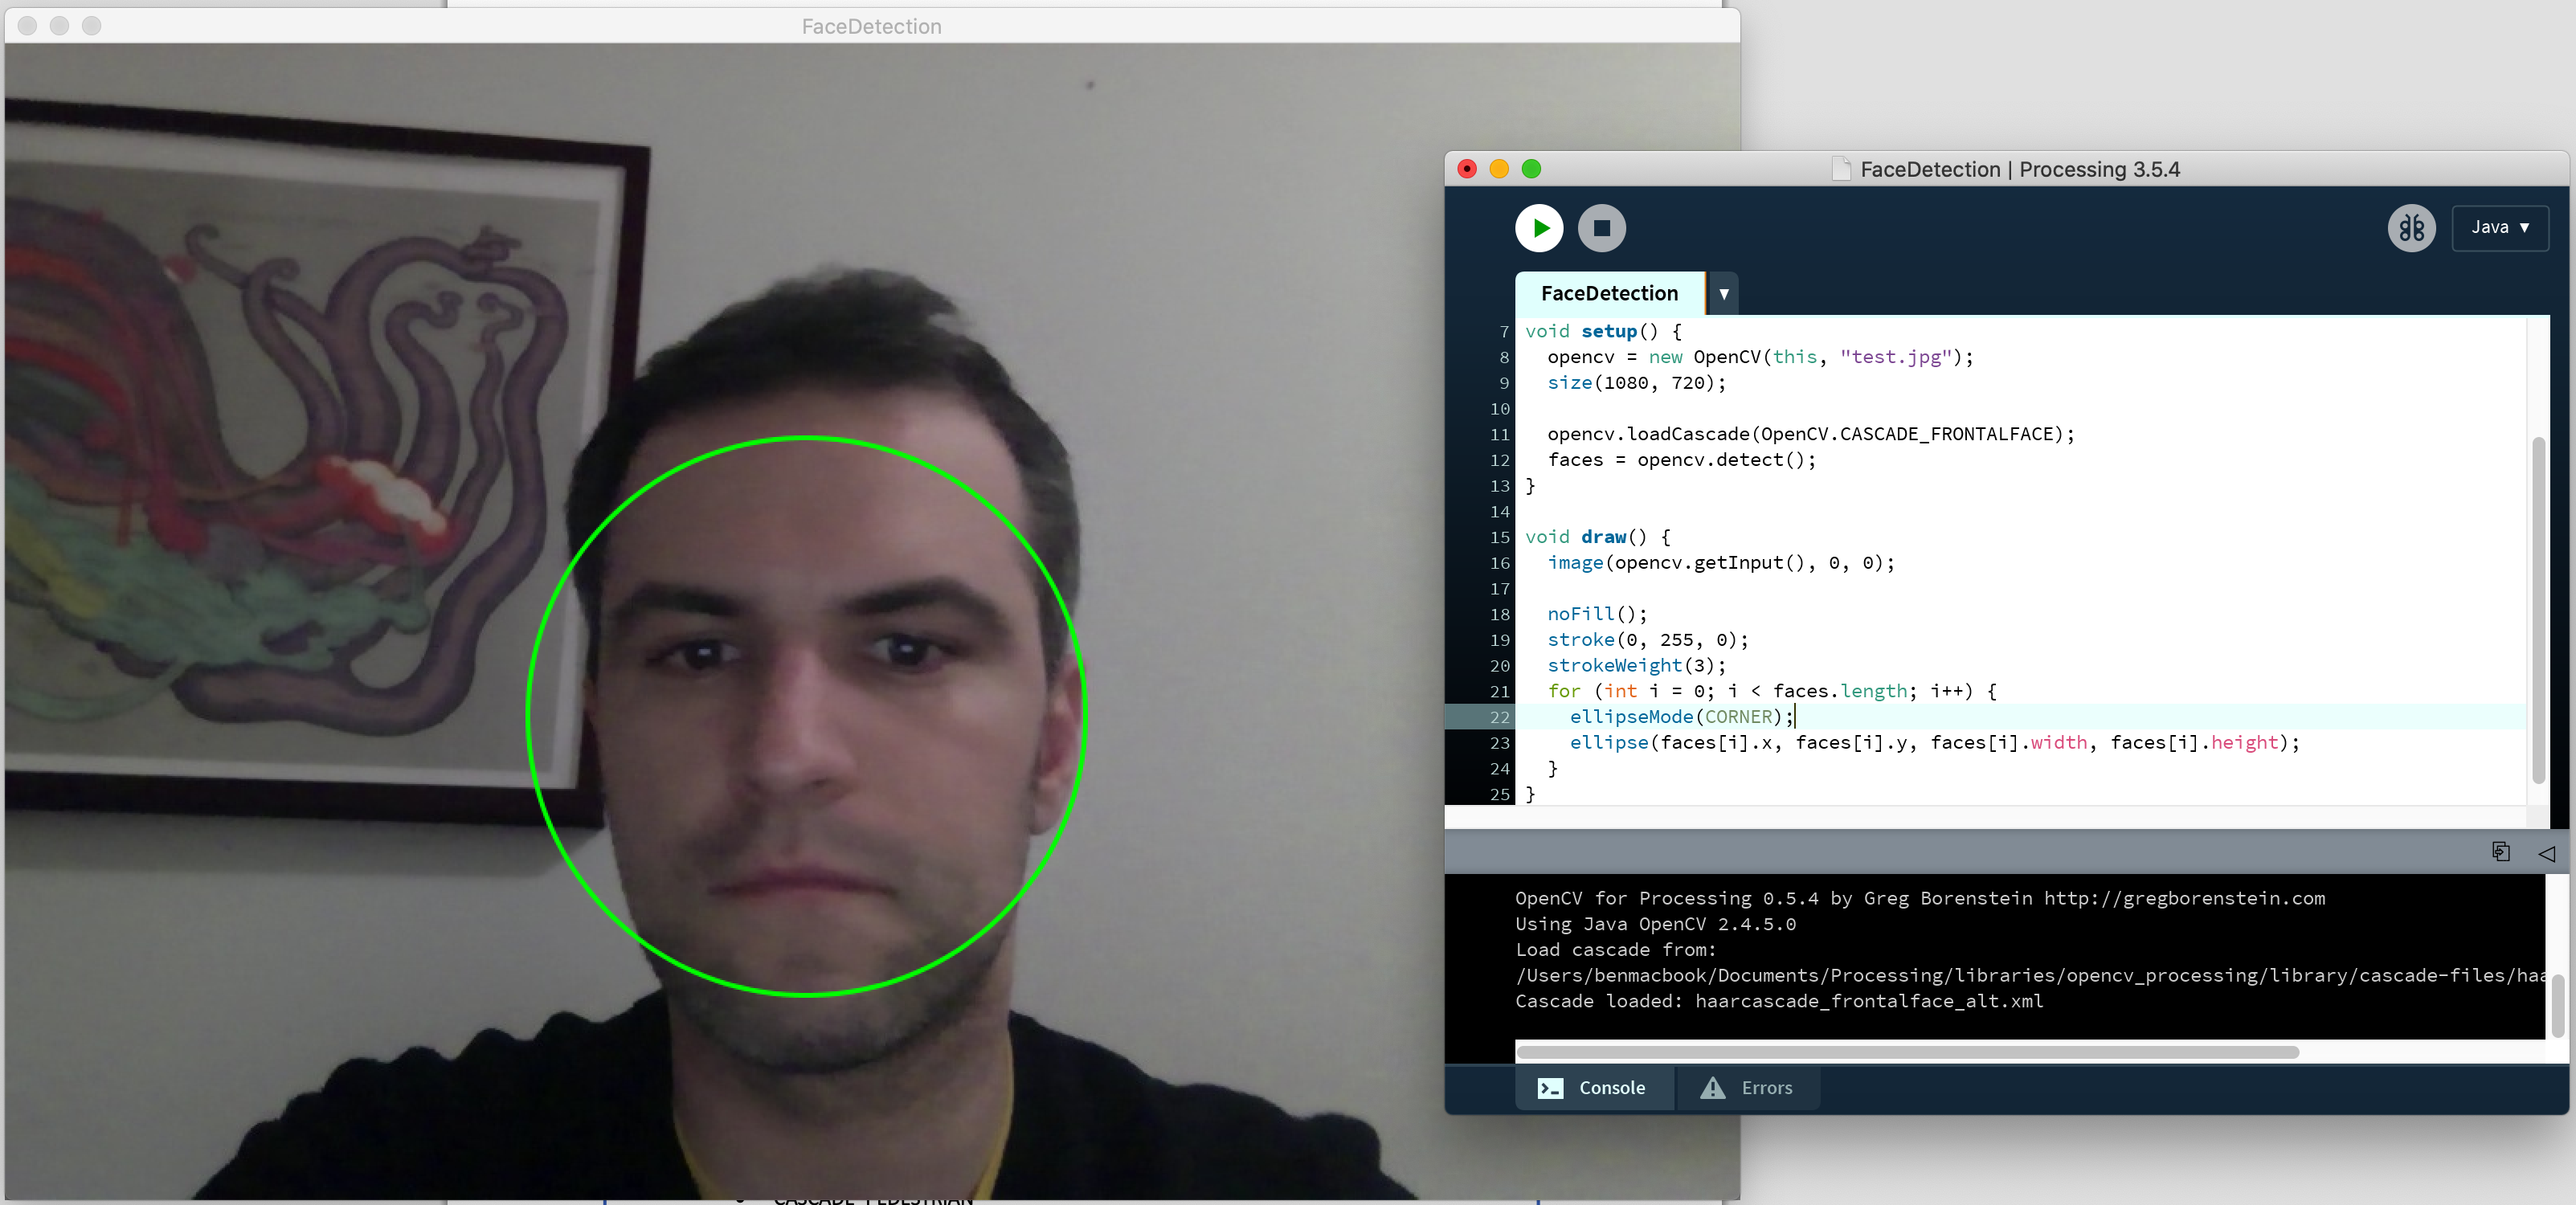 FaceDetection
FaceDetection | Processing 3.5.4
Java ▼
FaceDetection ▼
7 void setup() {
8 opencv = new OpenCV(this, "test.jpg");
9 size(1080, 720);
10
11 opencv.loadCascade(OpenCV.CASCADE_FRONTALFACE);
12 faces = opencv.detect();
13 }
14
15 void draw() {
16 image(opencv.getInput(), 0, 0);
17
18 noFill();
19 stroke(0, 255, 0);
20 strokeWeight(3);
21 for (int i = 0; i < faces.length; i++) {
22 ellipseMode(CORNER);
23 ellipse(faces[i].x, faces[i].y, faces[i].width, faces[i].height);
24 }
25 }
OpenCV for Processing 0.5.4 by Greg Borenstein http://gregborenstein.com
Using Java OpenCV 2.4.5.0
Load cascade from:
/Users/benmacbook/Documents/Processing/libraries/opencv_processing/library/cascade-files/haa
Cascade loaded: haarcascade_frontalface_alt.xml
Console
Errors
CASCADE_PEDESTRIAN